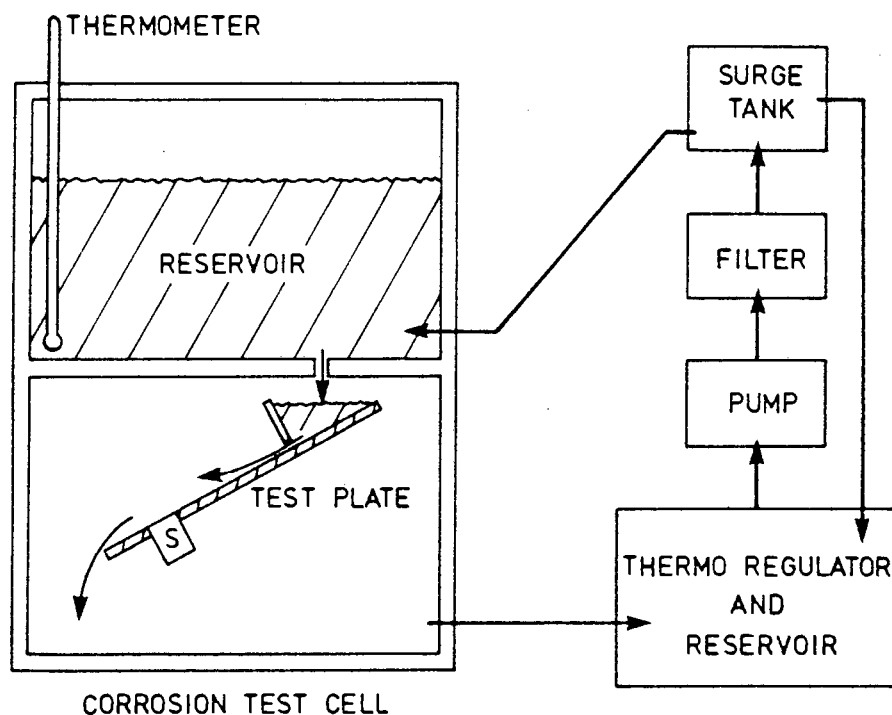 THERMOMETER
RESERVOIR
TEST PLATE
S
CORROSION TEST CELL
SURGE
TANK
FILTER
PUMP
THERMO REGULATOR
AND
RESERVOIR